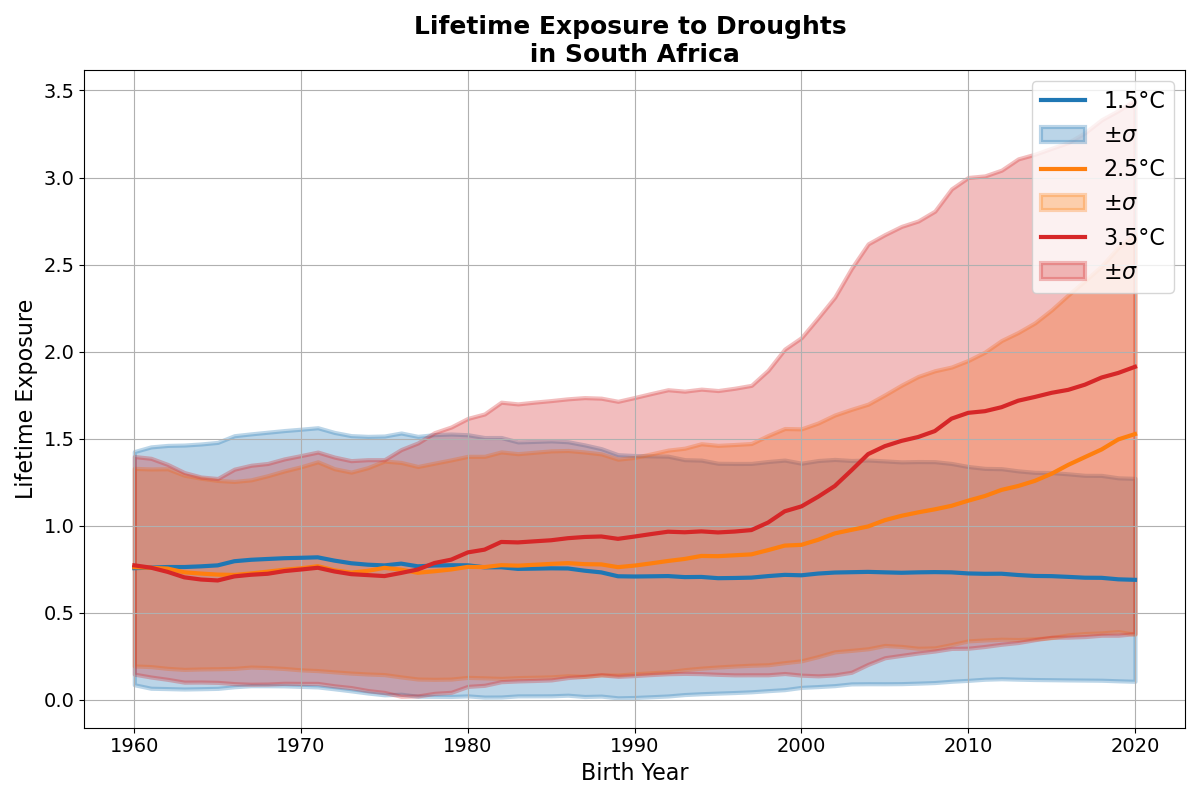 Lifetime Exposure to Droughts
in South Africa
3.5
3.0
2.5
2.0
1.5
1.0
0.5
0.0
Lifetime Exposure
1.5°C
±σ
2.5°C
±σ
3.5°C
±σ
1960 1970 1980 1990 2000 2010 2020
Birth Year